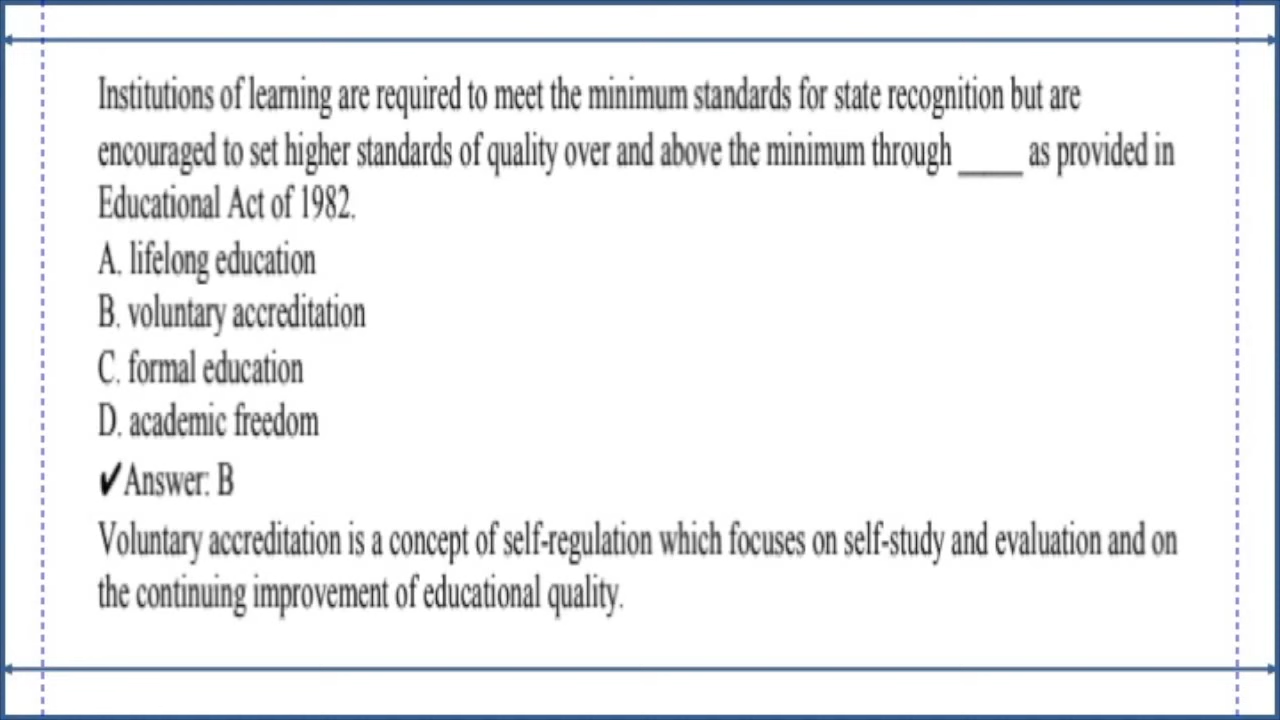 Institutions of learning are required to meet the minimum standards for state recognition but are
encouraged to set higher standards of quality over and above the minimum through _____ as provided in
Educational Act of 1982.
A. lifelong education
B. voluntary accreditation
C. formal education
D. academic freedom
✔Answer: B
Voluntary accreditation is a concept of self-regulation which focuses on self-study and evaluation and on
the continuing improvement of educational quality.